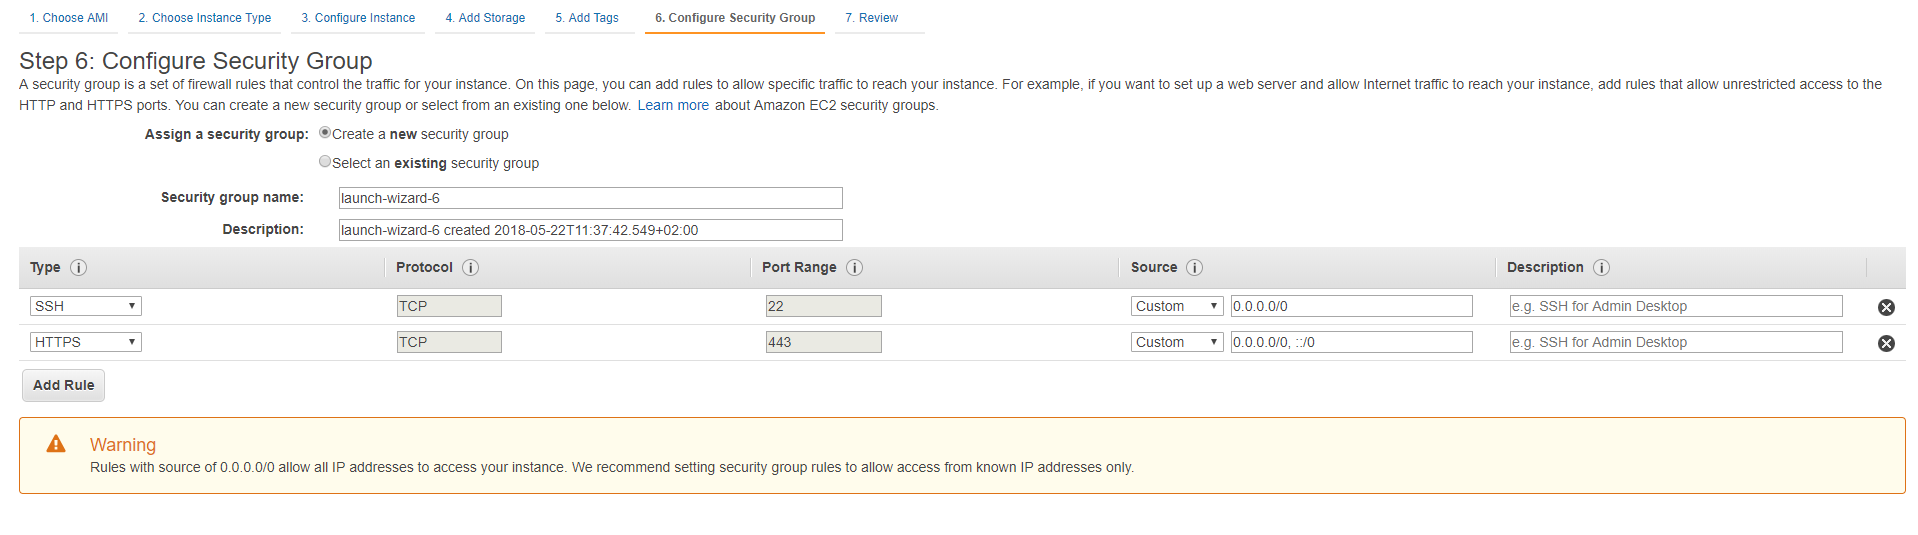 1. Choose AMI 2. Choose Instance Type 3. Configure Instance 4. Add Storage 5. Add Tags 6. Configure Security Group 7. Review
Step 6: Configure Security Group
A security group is a set of firewall rules that control the traffic for your instance. On this page, you can add rules to allow specific traffic to reach your instance. For example, if you want to set up a web server and allow Internet traffic to reach your instance, add rules that allow unrestricted access to the
HTTP and HTTPS ports. You can create a new security group or select from an existing one below. Learn more about Amazon EC2 security groups.
Assign a security group: Create a new security group
Select an existing security group
Security group name: launch-wizard-6
Description: launch-wizard-6 created 2018-05-22T11:37:42.549+02:00
Type i Protocol i Port Range i Source i Description i
SSH TCP 22 Custom 0.0.0.0/0 e.g. SSH for Admin Desktop
HTTPS TCP 443 Custom 0.0.0.0/0, ::/0 e.g. SSH for Admin Desktop
Add Rule
Warning
Rules with source of 0.0.0.0/0 allow all IP addresses to access your instance. We recommend setting security group rules to allow access from known IP addresses only.